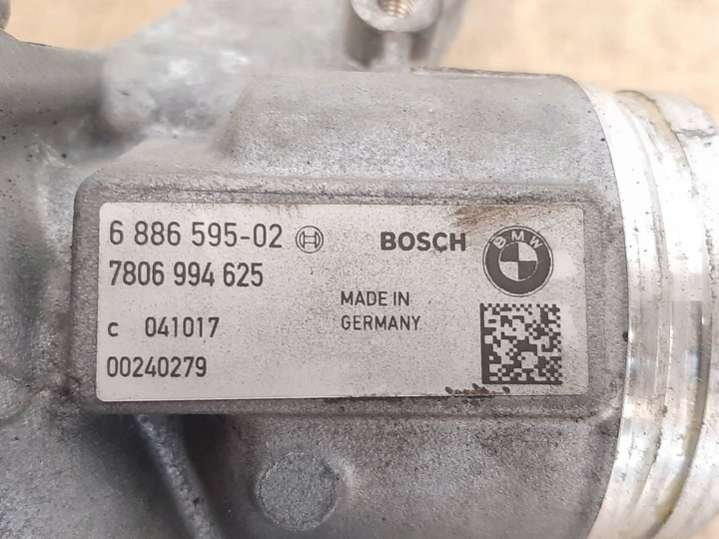 6 886 595-02 BOSCH BMW
7806 994 625
MADE IN
GERMANY
c 041017
00240279